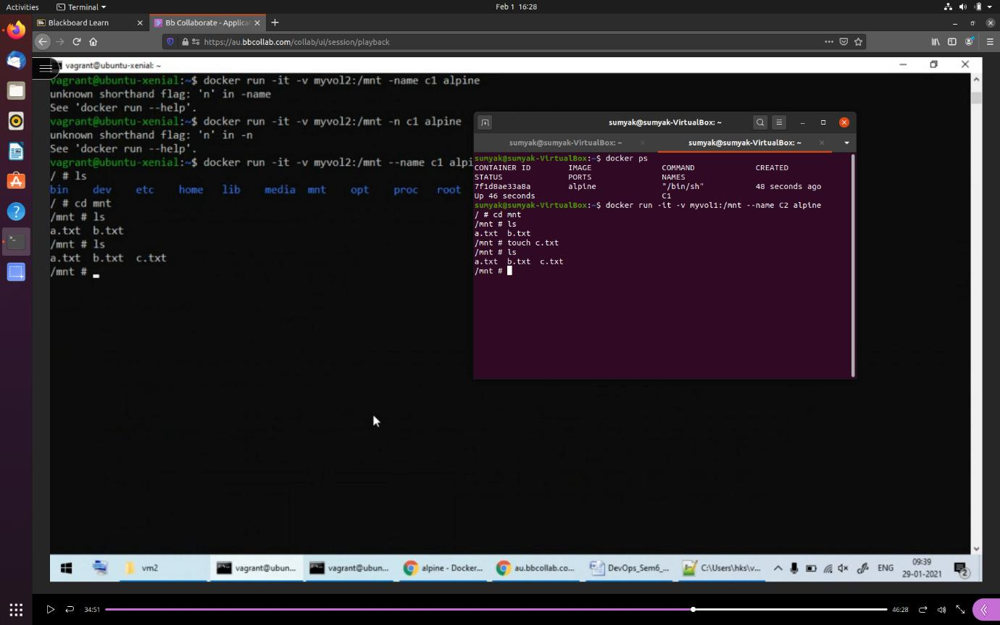 Activities
Terminal
Feb 1 16:28
Blackboard Learn
Bb Collaborate - Applica
https://au.bbcollab.com/collab/ui/session/playback
vagrant@ubuntu-xenial: ~
vagrant@ubuntu-xenial:~$ docker run -it -v myvol2:/mnt -name c1 alpine
unknown shorthand flag: 'n' in -name
See 'docker run --help'.
vagrant@ubuntu-xenial:~$ docker run -it -v myvol2:/mnt -n c1 alpine
unknown shorthand flag: 'n' in -n
See 'docker run --help'.
vagrant@ubuntu-xenial:~$ docker run -it -v myvol2:/mnt --name c1 alpi
/ # ls
bin dev etc home lib media mnt opt proc root
/ # cd mnt
/mnt # ls
a.txt b.txt
/mnt # ls
a.txt b.txt c.txt
/mnt #
sumyak@sumyak-VirtualBox: ~
sumyak@sumyak-VirtualBox: ~
sumyak@sumyak-VirtualBox: ~
sumyak@sumyak-VirtualBox:~$ docker ps
CONTAINER ID IMAGE COMMAND CREATED
STATUS PORTS NAMES
7f1d8ae33a8a alpine "/bin/sh" 48 seconds ago
Up 46 seconds C1
sumyak@sumyak-VirtualBox:~$ docker run -it -v myvol1:/mnt --name C2 alpine
/ # cd mnt
/mnt # ls
a.txt b.txt
/mnt # touch c.txt
/mnt # ls
a.txt b.txt c.txt
/mnt #
vm2
vagrant@ubun...
vagrant@ubun...
alpine - Docker...
au.bbcollab.co...
DevOps_Sem6_...
C:\Users\hks\v...
ENG
09:39
29-01-2021
2
34:51
46:28